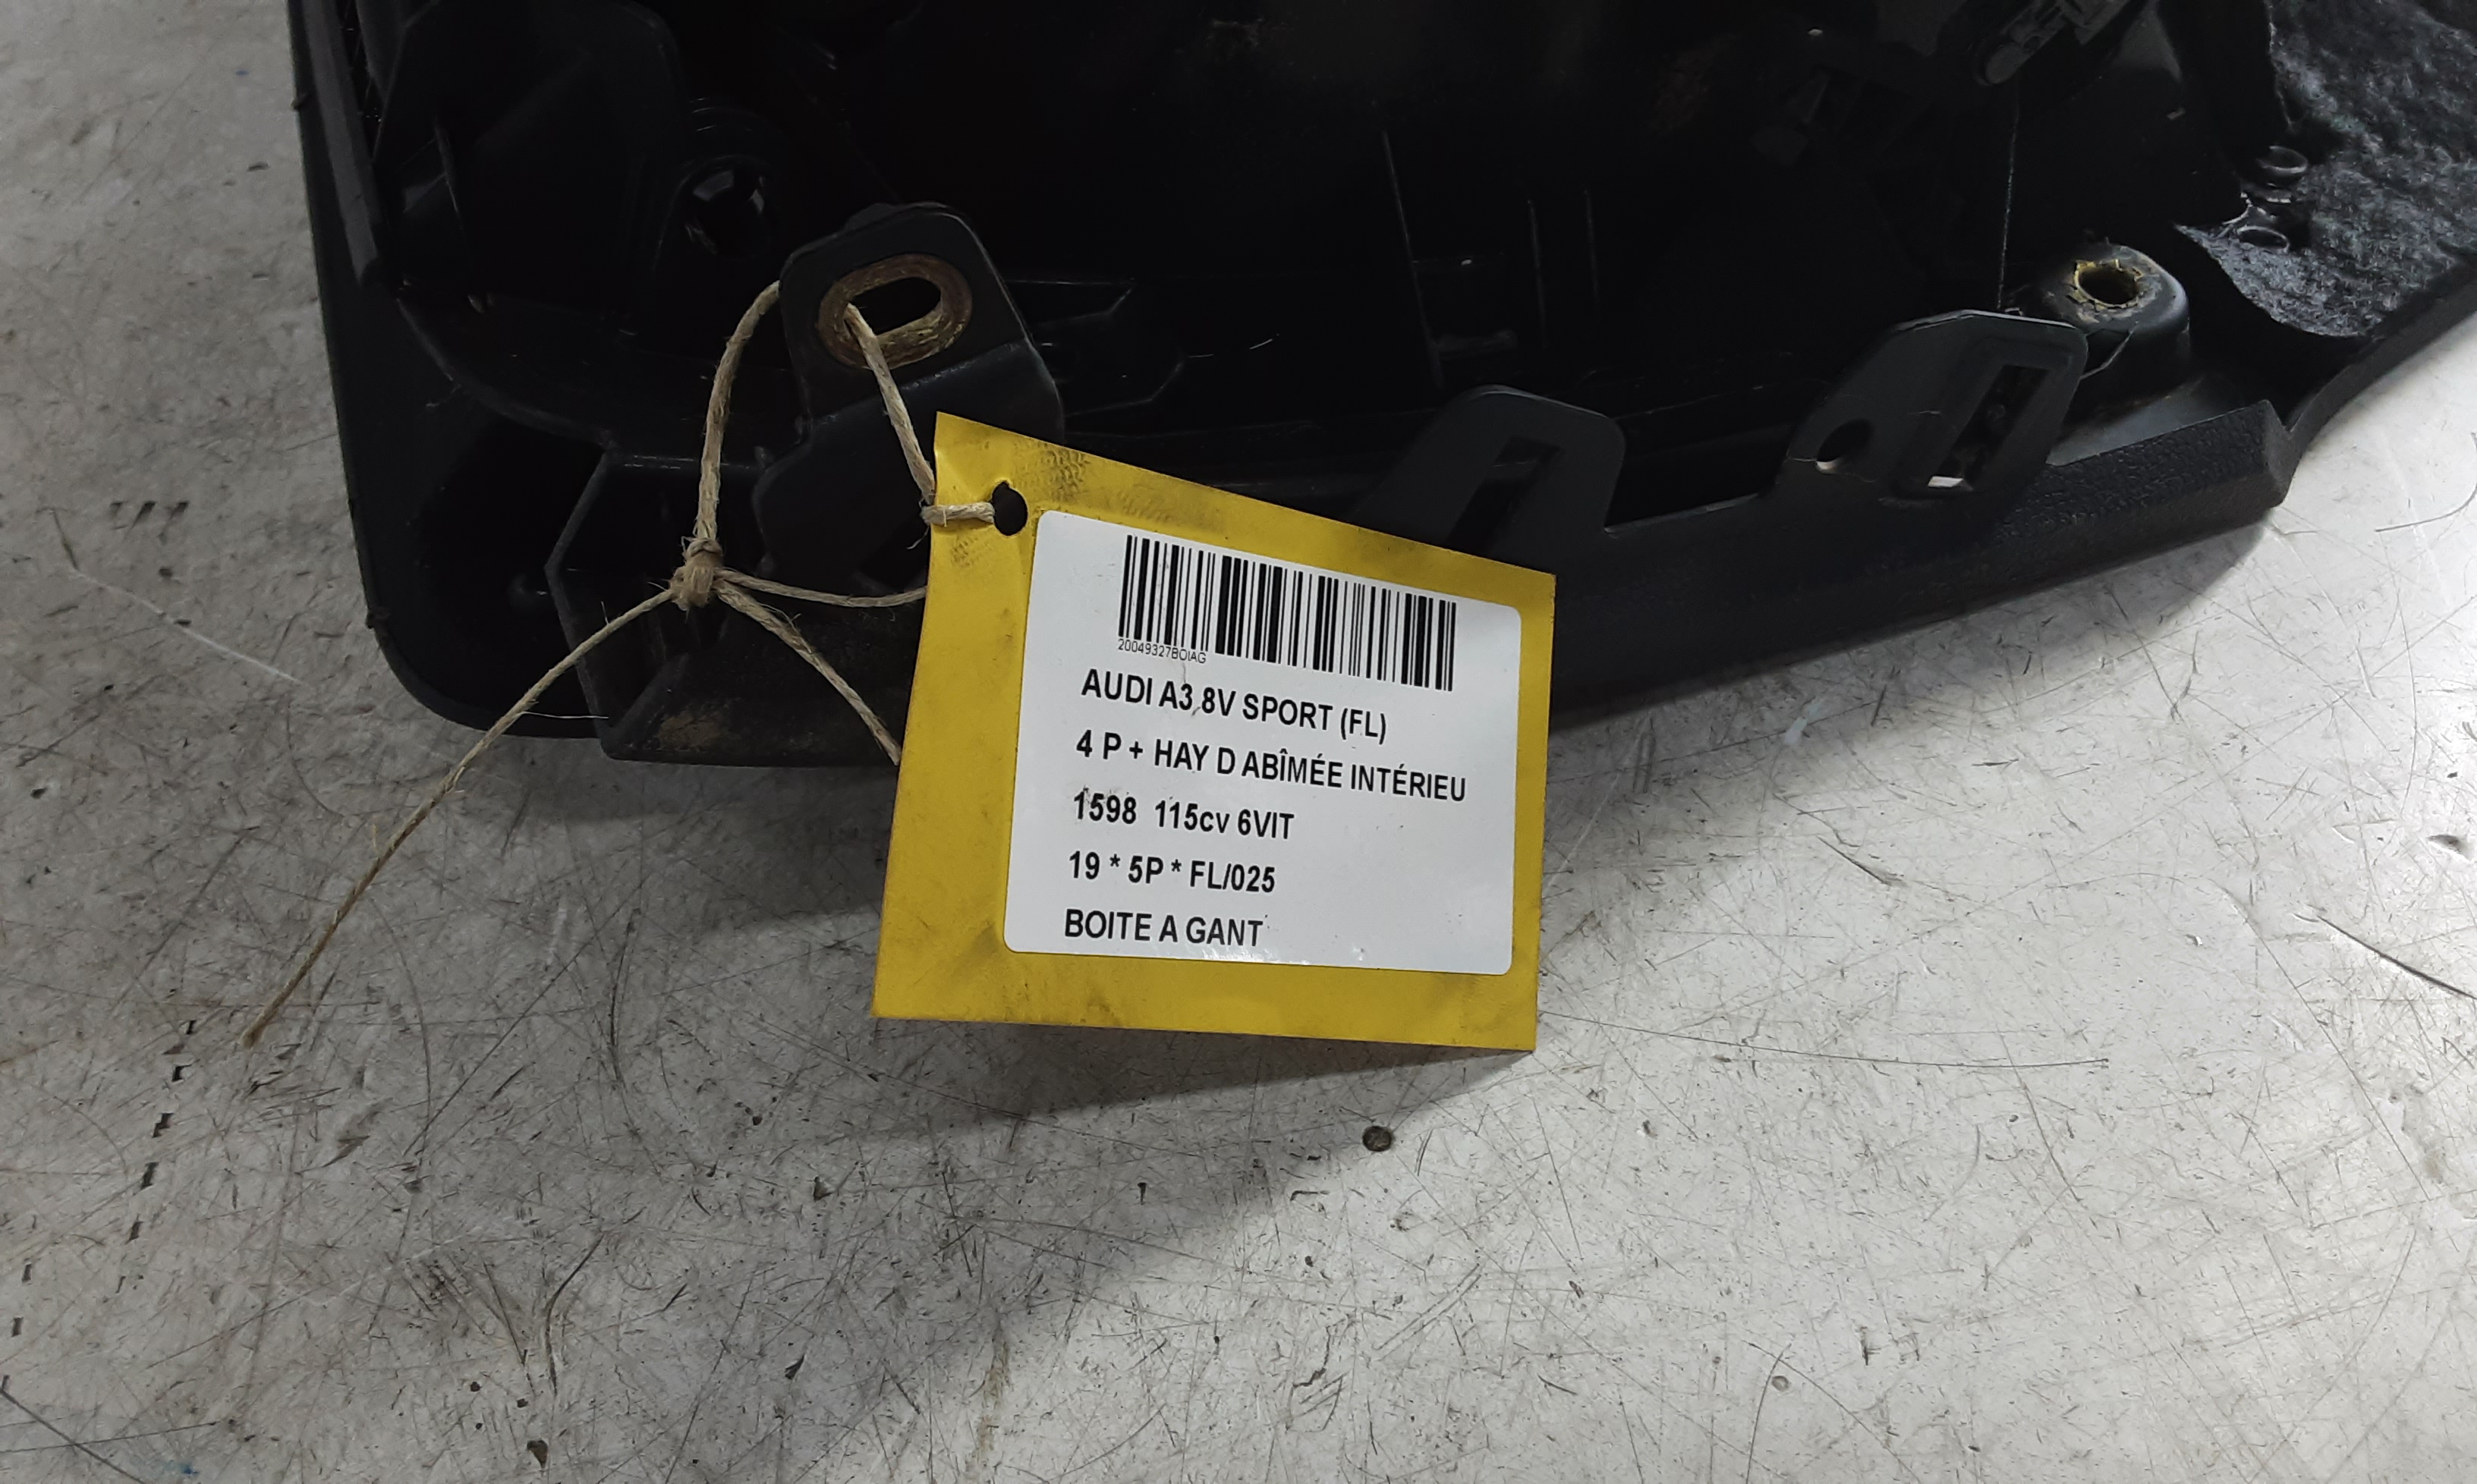 20049327BOIAG
AUDI A3 8V SPORT (FL)
4 P + HAY D ABÎMÉE INTÉRIEU
1598 115cv 6VIT
19 * 5P * FL/025
BOITE A GANT